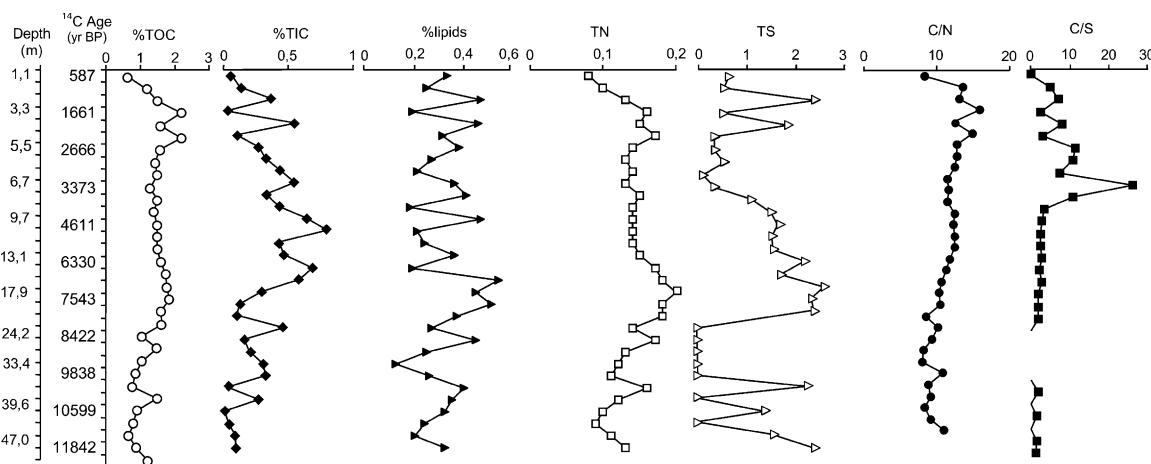 Depth (m)
¹⁴C Age (yr BP)
%TOC
%TIC
%lipids
TN
TS
C/N
C/S
0 1 2 3
0 0,5 1
0 0,2 0,4 0,6
0 0,1 0,2
0 1 2 3
0 10 20
0 10 20 30
1,1 587
3,3 1661
5,5 2666
6,7 3373
9,7 4611
13,1 6330
17,9 7543
24,2 8422
33,4 9838
39,6 10599
47,0 11842